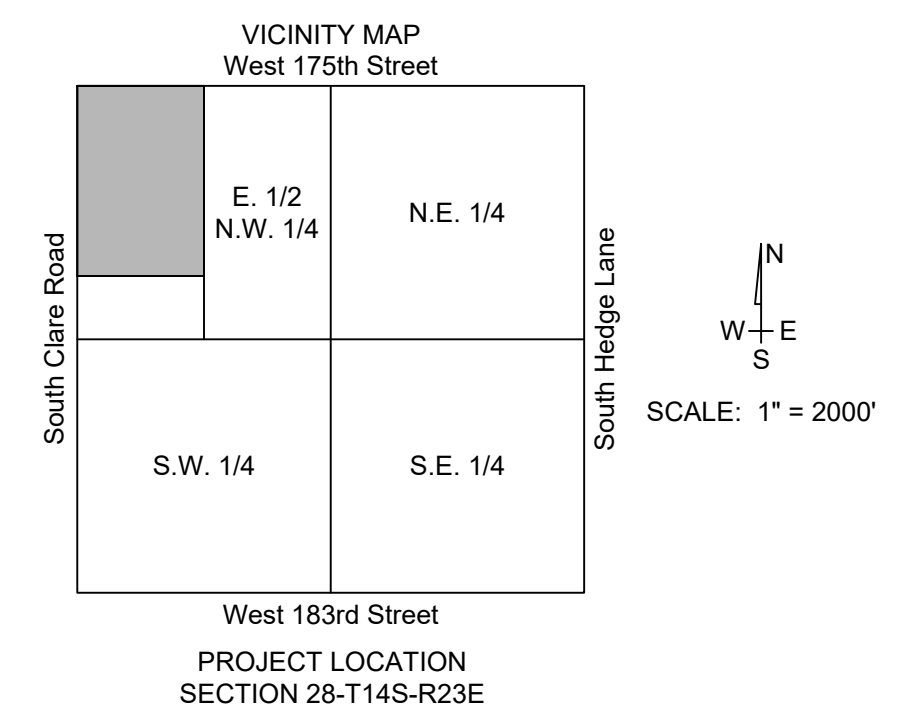 VICINITY MAP
West 175th Street
E. 1/2
N.W. 1/4
N.E. 1/4
South Clare Road
South Hedge Lane
N
W
E
S
SCALE: 1" = 2000'
S.W. 1/4
S.E. 1/4
West 183rd Street
PROJECT LOCATION
SECTION 28-T14S-R23E